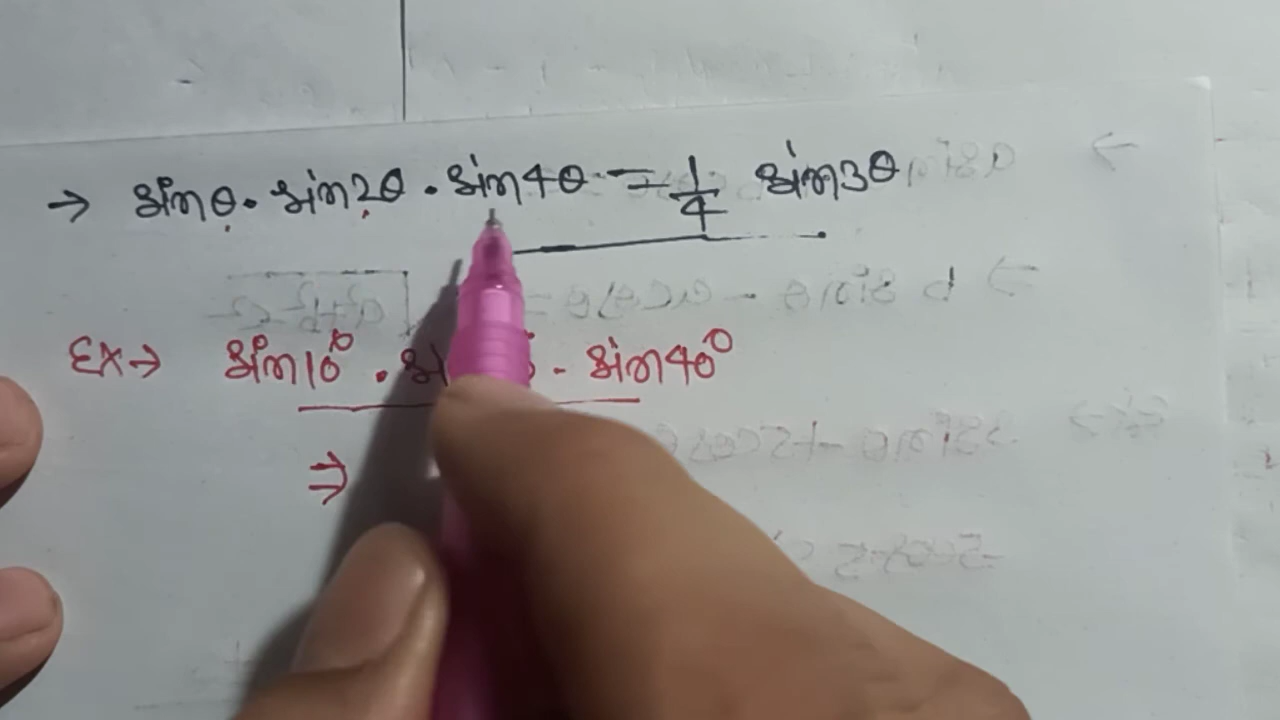 → sinθ . sin2θ . sin4θ = 1/4 sin3θ
Ex → sin10° . . sin40°
⇒